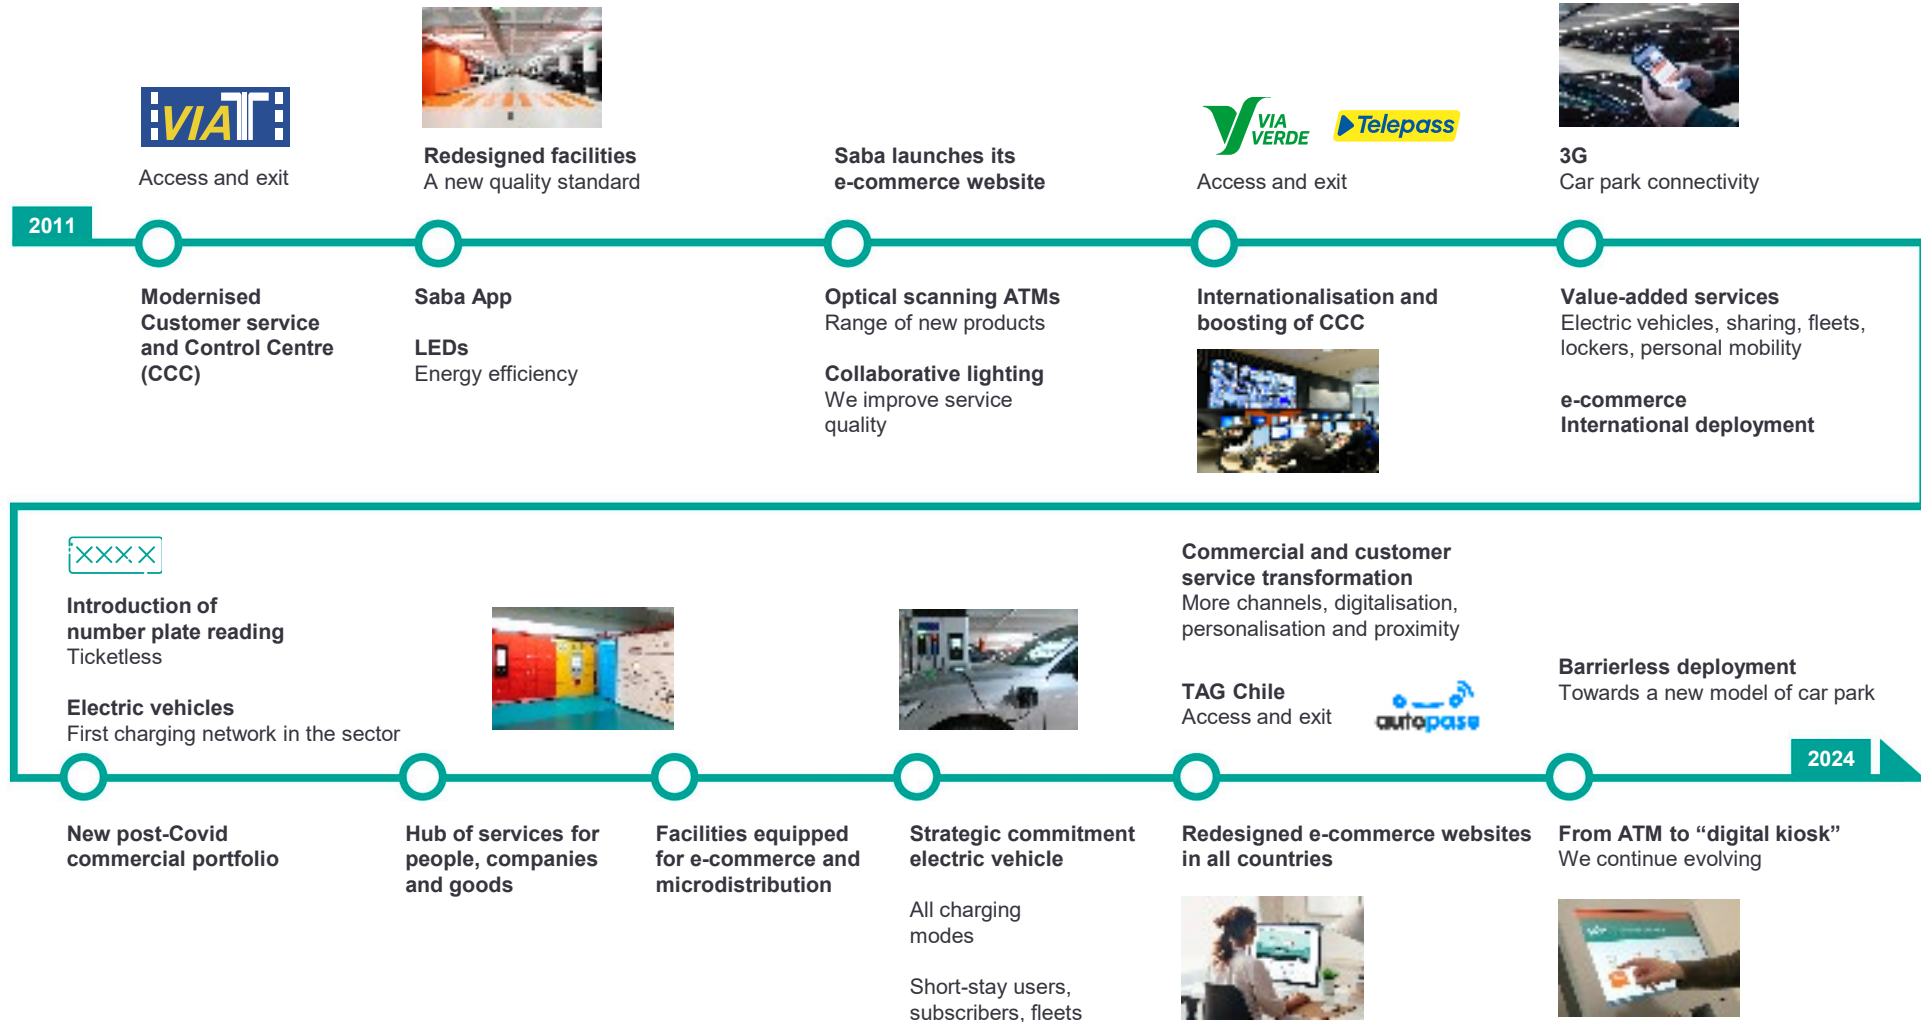 VIA T
Access and exit
Redesigned facilities
A new quality standard
Saba launches its
e-commerce website
VIA
VERDE
Telepass
Access and exit
3G
Car park connectivity
2011
Modernised
Customer service
and Control Centre
(CCC)
Saba App
LEDs
Energy efficiency
Optical scanning ATMs
Range of new products
Collaborative lighting
We improve service
quality
Internationalisation and
boosting of CCC
Value-added services
Electric vehicles, sharing, fleets,
lockers, personal mobility
e-commerce
International deployment
XXXX
Introduction of
number plate reading
Ticketless
Electric vehicles
First charging network in the sector
Commercial and customer
service transformation
More channels, digitalisation,
personalisation and proximity
TAG Chile
Access and exit
autopase
Barrierless deployment
Towards a new model of car park
2024
New post-Covid
commercial portfolio
Hub of services for
people, companies
and goods
Facilities equipped
for e-commerce and
microdistribution
Strategic commitment
electric vehicle
All charging
modes
Short-stay users,
subscribers, fleets
Redesigned e-commerce websites
in all countries
From ATM to “digital kiosk”
We continue evolving